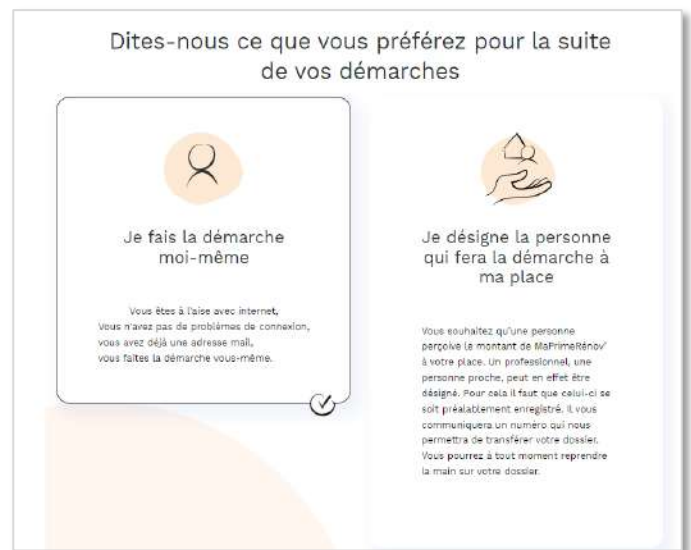 Dites-nous ce que vous préférez pour la suite
de vos démarches
Je fais la démarche
moi-même
Vous êtes à l'aise avec internet,
Vous n'avez pas de problèmes de connexion,
vous avez déjà une adresse mail,
vous faites la démarche vous-même.
Je désigne la personne
qui fera la démarche à
ma place
Vous souhaitez qu'une personne
perçoive le montant de MaPrimeRénov'
à votre place. Un professionnel, une
personne proche, peut en effet être
désigné. Pour cela il faut que celui-ci se
soit préalablement enregistré. Il vous
communiquera un numéro qui nous
permettra de transférer votre dossier.
Vous pourrez à tout moment reprendre
la main sur votre dossier.